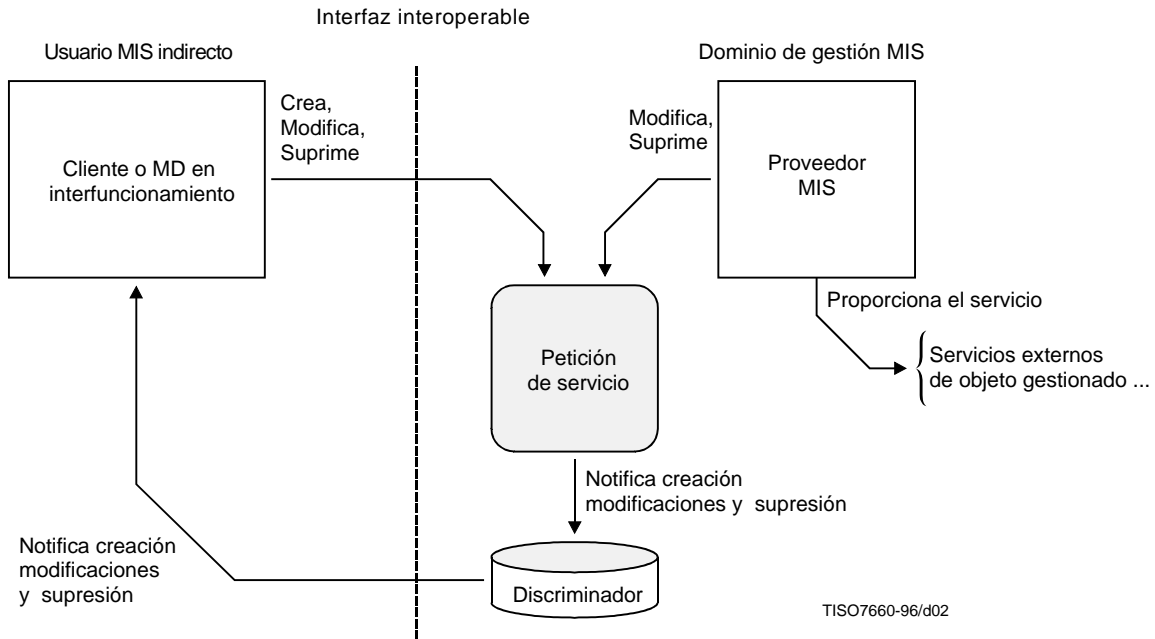 Interfaz interoperable
Usuario MIS indirecto
Dominio de gestión MIS
Crea,
Modifica,
Suprime
Modifica,
Suprime
Cliente o MD en
interfuncionamiento
Proveedor
MIS
Proporciona el servicio
Petición
de servicio
Servicios externos
de objeto gestionado ...
Notifica creación
modificaciones y supresión
Notifica creación
modificaciones
y supresión
Discriminador
TISO7660-96/d02